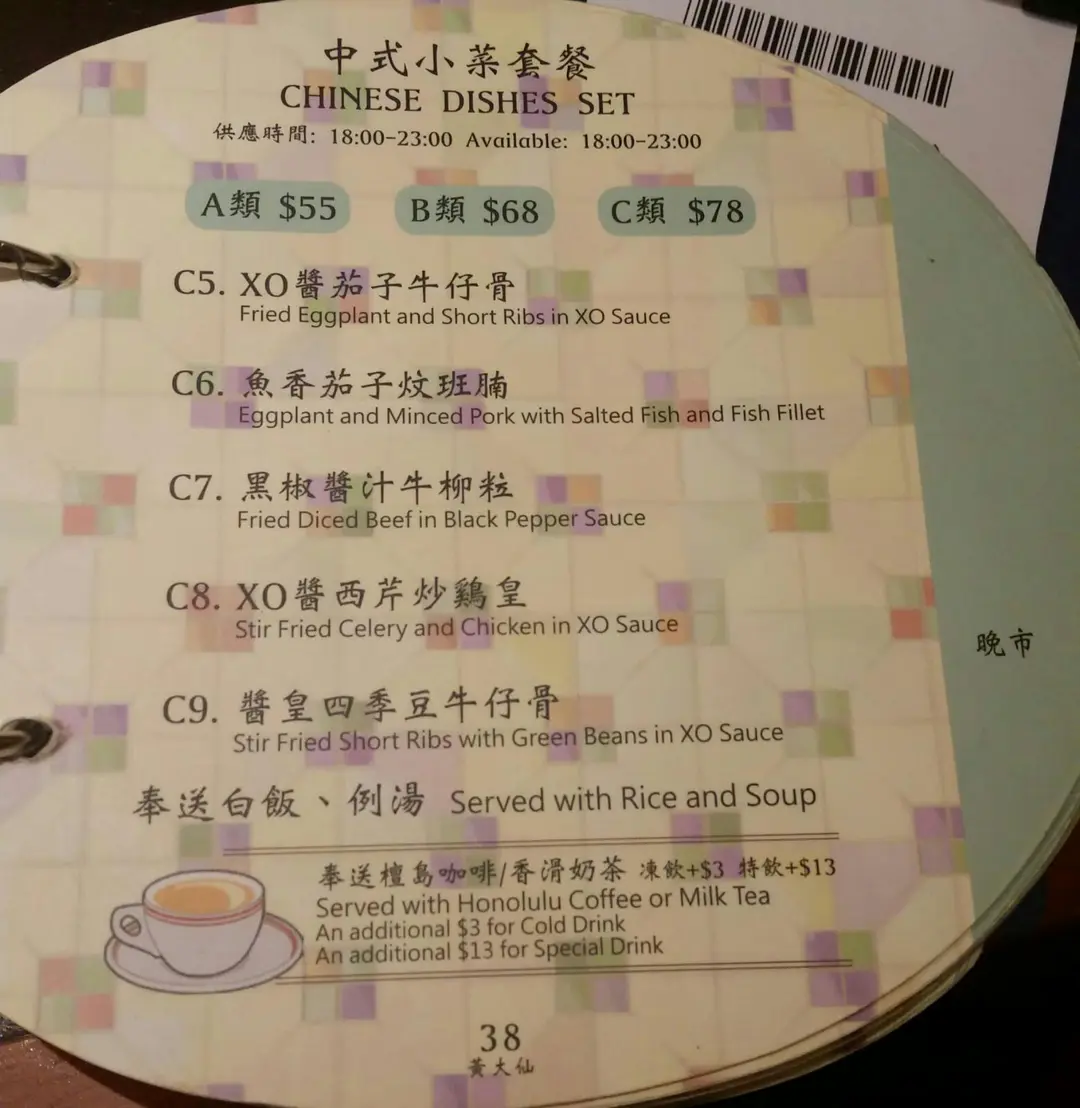 中式小菜套餐
CHINESE DISHES SET
供應時間: 18:00-23:00 Available: 18:00-23:00
A類 $55 B類 $68 C類 $78
C5. XO醬茄子牛仔骨
Fried Eggplant and Short Ribs in XO Sauce
C6. 魚香茄子炆班腩
Eggplant and Minced Pork with Salted Fish and Fish Fillet
C7. 黑椒醬汁牛柳粒
Fried Diced Beef in Black Pepper Sauce
C8. XO醬西芹炒鷄皇
Stir Fried Celery and Chicken in XO Sauce
C9. 醬皇四季豆牛仔骨
Stir Fried Short Ribs with Green Beans in XO Sauce
奉送白飯、例湯 Served with Rice and Soup
奉送檀島咖啡/香滑奶茶 凍飲+$3 特飲+$13
Served with Honolulu Coffee or Milk Tea
An additional $3 for Cold Drink
An additional $13 for Special Drink
38
黃大仙
晚市